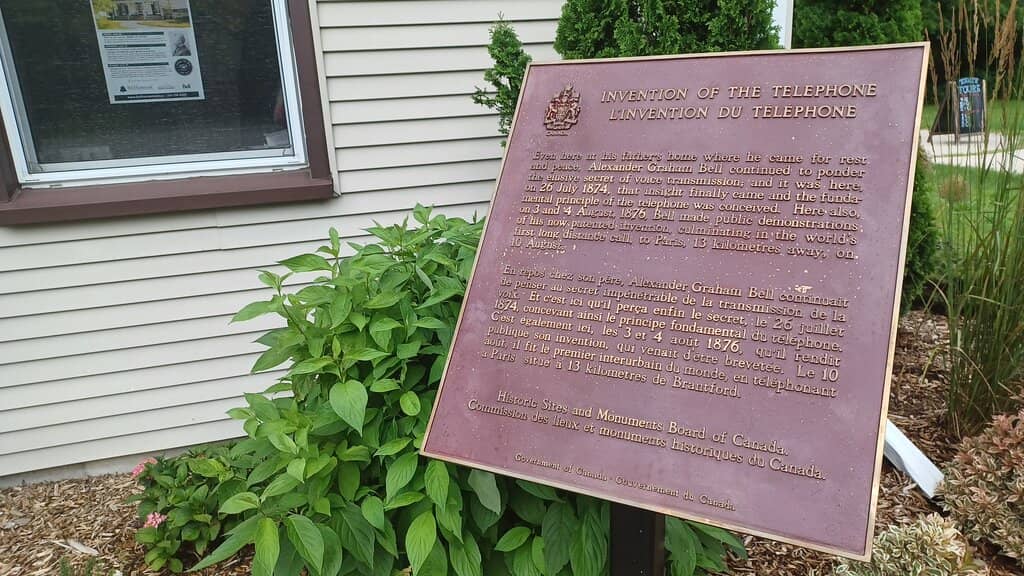 INVENTION OF THE TELEPHONE
L'INVENTION DU TÉLÉPHONE
Even here in his father's home where he came for rest
and peace, Alexander Graham Bell continued to ponder
the elusive secret of voice transmission; and it was here,
on 26 July 1874, that insight finally came and the funda-
mental principle of the telephone was conceived. Here also,
on 3 and 4 August, 1876, Bell made public demonstrations
of his now patented invention, culminating in the world's
first long distance call, to Paris, 13 kilometres away, on
10 August.
En repos chez son père, Alexander Graham Bell continuait
de penser au secret impénétrable de la transmission de la
voix. Et c'est ici qu'il perça enfin le secret, le 26 juillet
1874, concevant ainsi le principe fondamental du téléphone.
C'est également ici, les 3 et 4 août 1876, qu'il rendit
publique son invention, qui venait d'être brevetée. Le 10
août, il fit le premier interurbain du monde, en téléphonant
à Paris situé à 13 kilomètres de Brantford.
Historic Sites and Monuments Board of Canada.
Commission des lieux et monuments historiques du Canada.
Government of Canada - Gouvernement du Canada
TOURS